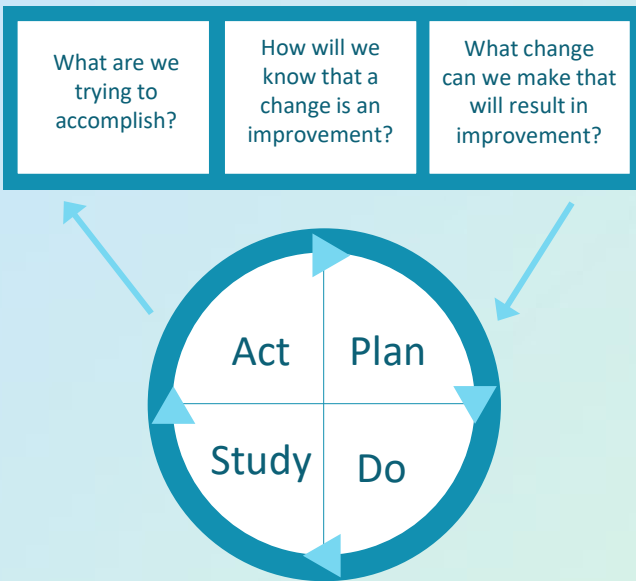 What are we
trying to
accomplish?
How will we
know that a
change is an
improvement?
What change
can we make that
will result in
improvement?
Act
Plan
Study
Do